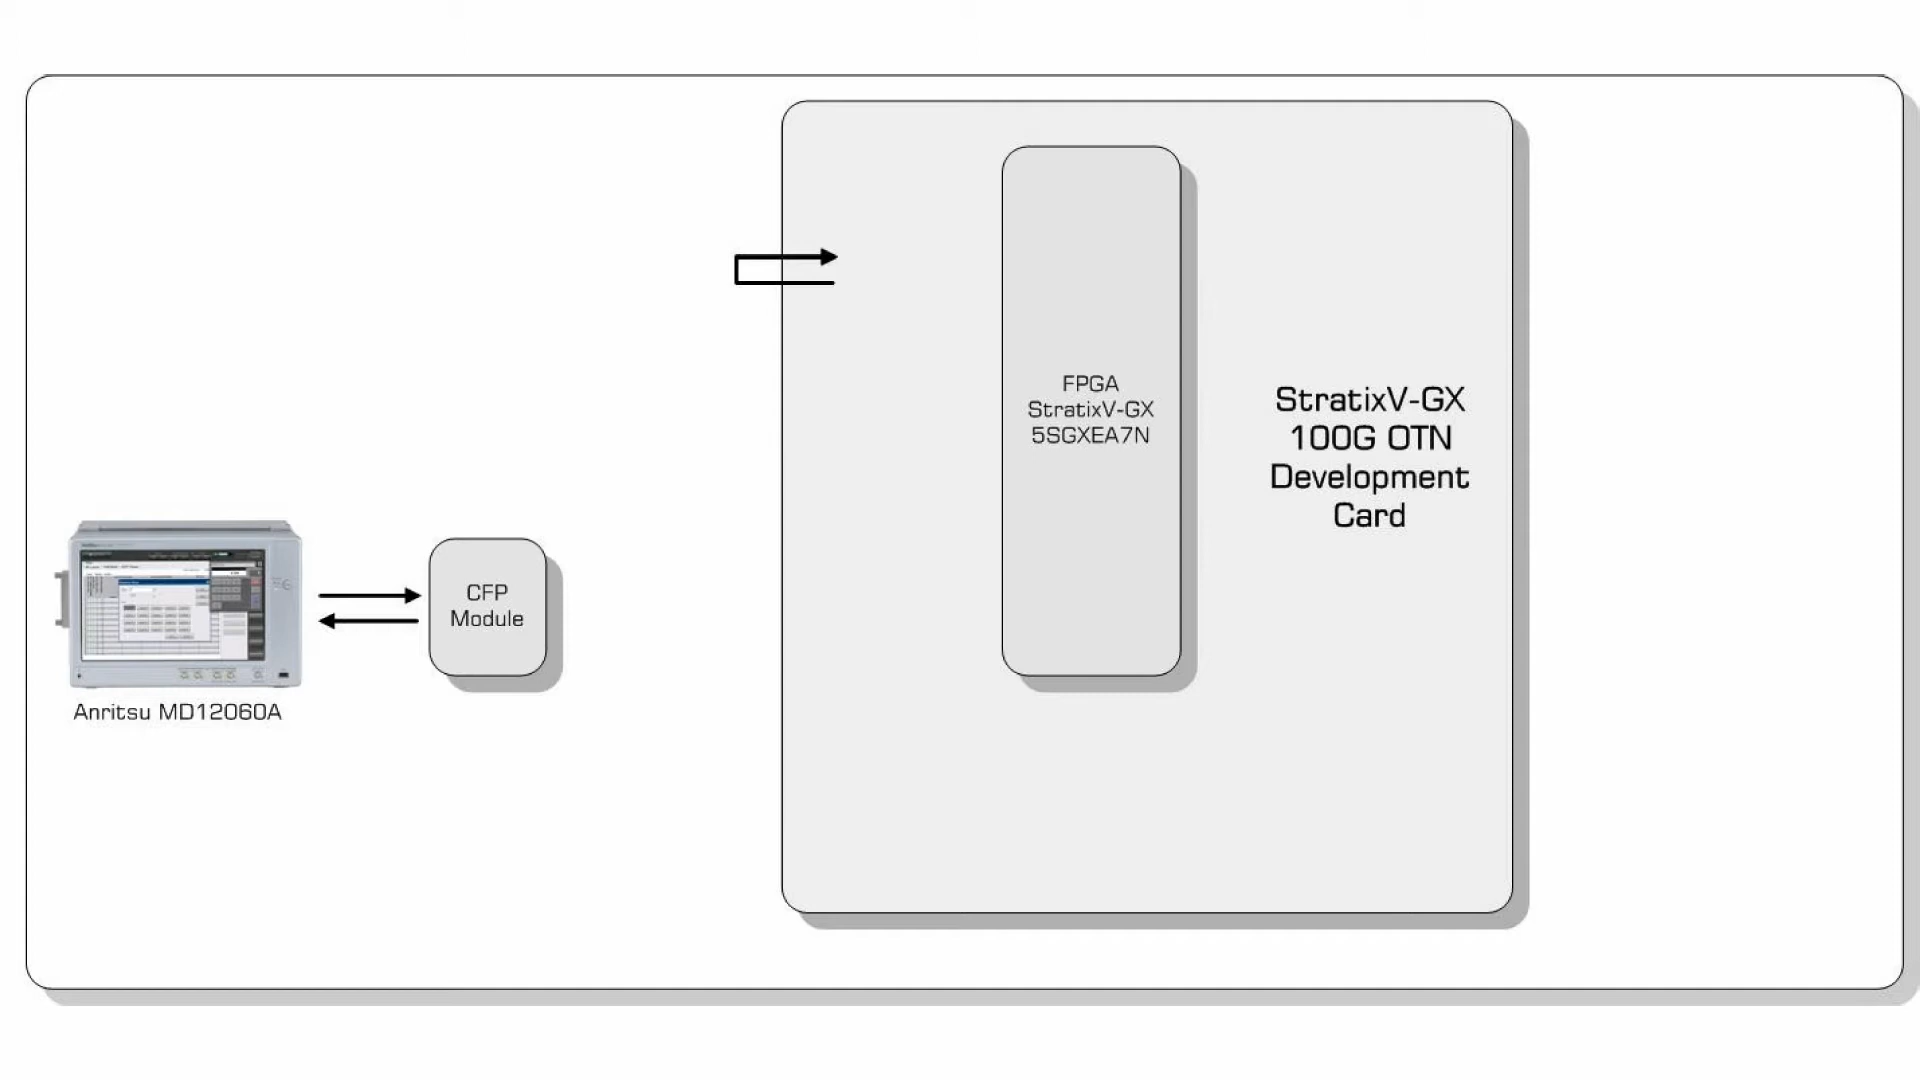 FPGA
StratixV-GX
5SGXEA7N
StratixV-GX
100G OTN
Development
Card
CFP
Module
Anritsu MD12060A